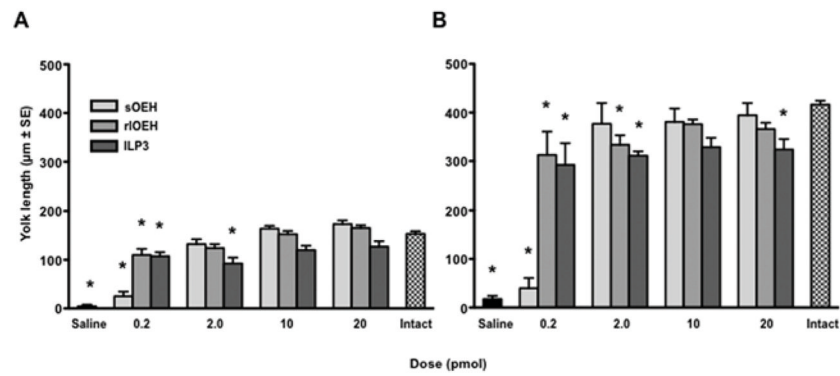 A
B
500
400
300
200
100
0
Yolk length (µm ± SE)
sOEH
rlOEH
ILP3
* * * * *
Saline 0.2 2.0 10 20 Intact
500
400
300
200
100
0
* * * * * * *
Saline 0.2 2.0 10 20 Intact
Dose (pmol)